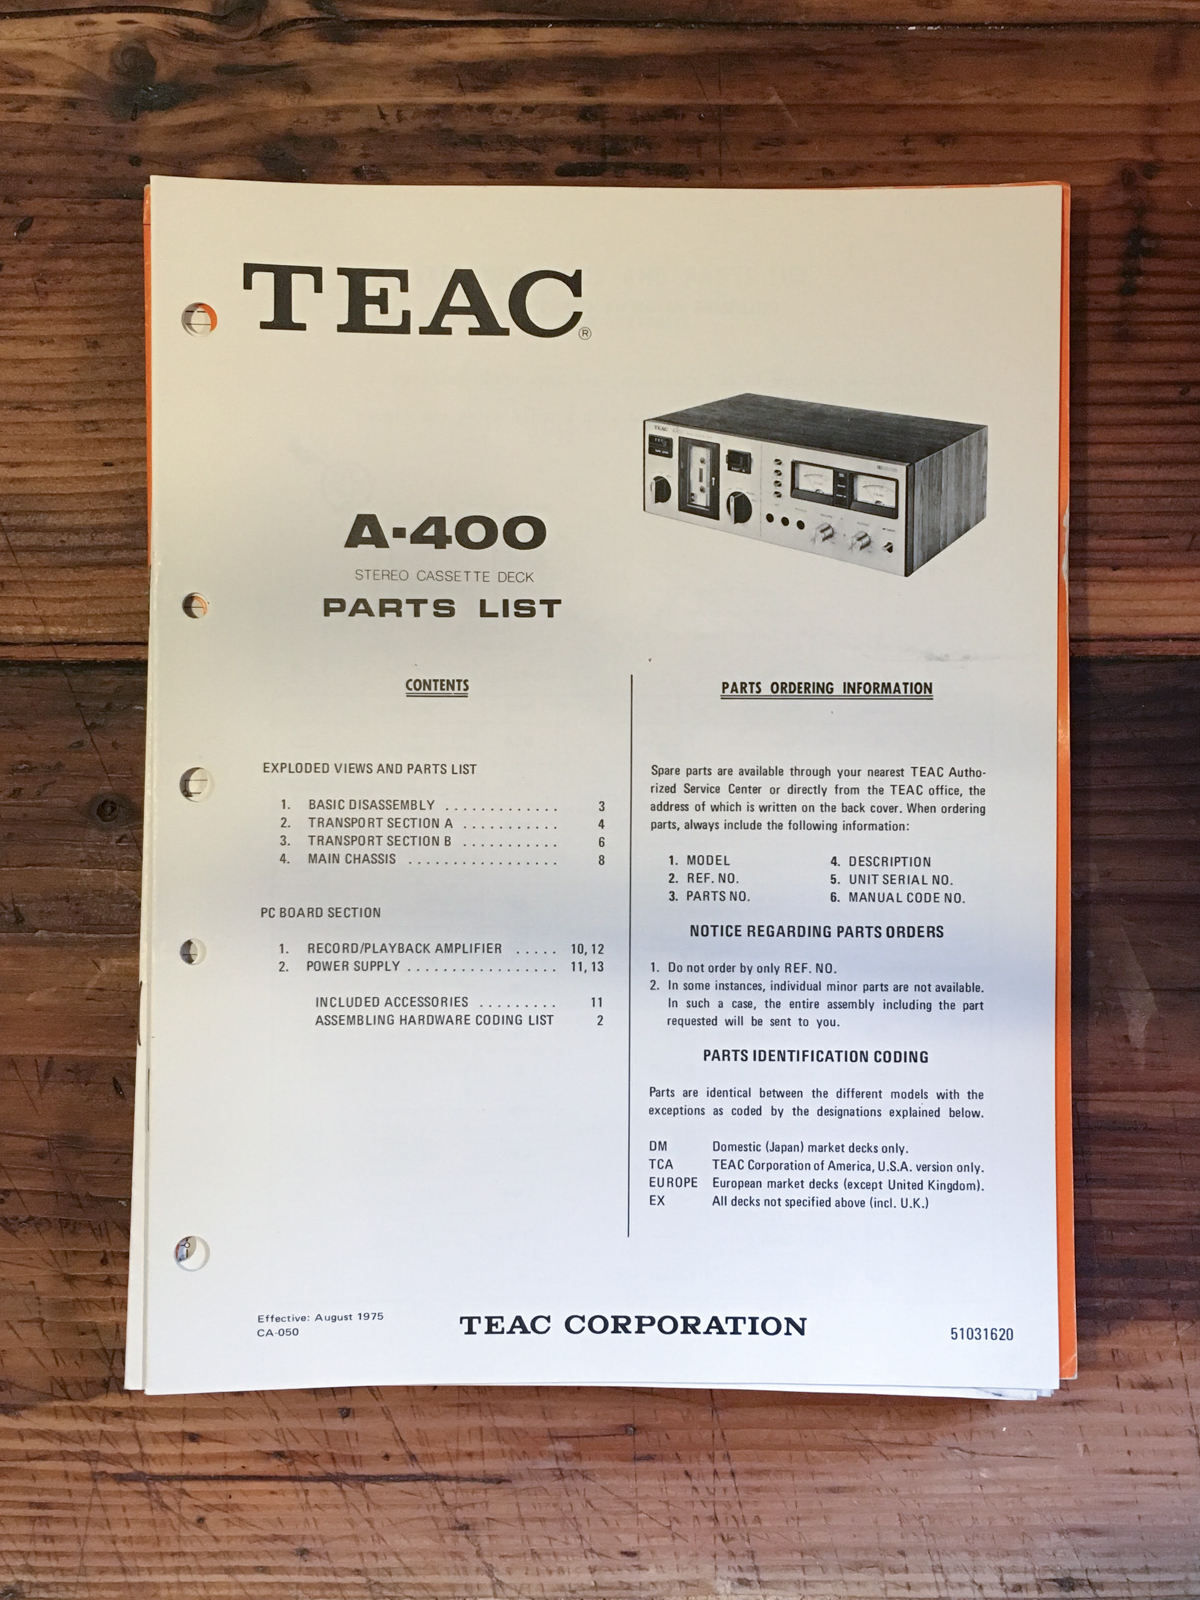 TEAC®
TEAC
A-400
STEREO CASSETTE DECK
PARTS LIST
CONTENTS
EXPLODED VIEWS AND PARTS LIST
1. BASIC DISASSEMBLY . . . . . . . . . . . . . 3
2. TRANSPORT SECTION A . . . . . . . . . . . 4
3. TRANSPORT SECTION B . . . . . . . . . . . 6
4. MAIN CHASSIS . . . . . . . . . . . . . . . . . 8
PC BOARD SECTION
1. RECORD/PLAYBACK AMPLIFIER . . . . . 10, 12
2. POWER SUPPLY . . . . . . . . . . . . . . . . . 11, 13
INCLUDED ACCESSORIES . . . . . . . . . 11
ASSEMBLING HARDWARE CODING LIST 2
PARTS ORDERING INFORMATION
Spare parts are available through your nearest TEAC Autho-
rized Service Center or directly from the TEAC office, the
address of which is written on the back cover. When ordering
parts, always include the following information:
1. MODEL 4. DESCRIPTION
2. REF. NO. 5. UNIT SERIAL NO.
3. PARTS NO. 6. MANUAL CODE NO.
NOTICE REGARDING PARTS ORDERS
1. Do not order by only REF. NO.
2. In some instances, individual minor parts are not available.
In such a case, the entire assembly including the part
requested will be sent to you.
PARTS IDENTIFICATION CODING
Parts are identical between the different models with the
exceptions as coded by the designations explained below.
DM Domestic (Japan) market decks only.
TCA TEAC Corporation of America, U.S.A. version only.
EUROPE European market decks (except United Kingdom).
EX All decks not specified above (incl. U.K.)
Effective: August 1975
CA-050
TEAC CORPORATION
51031620